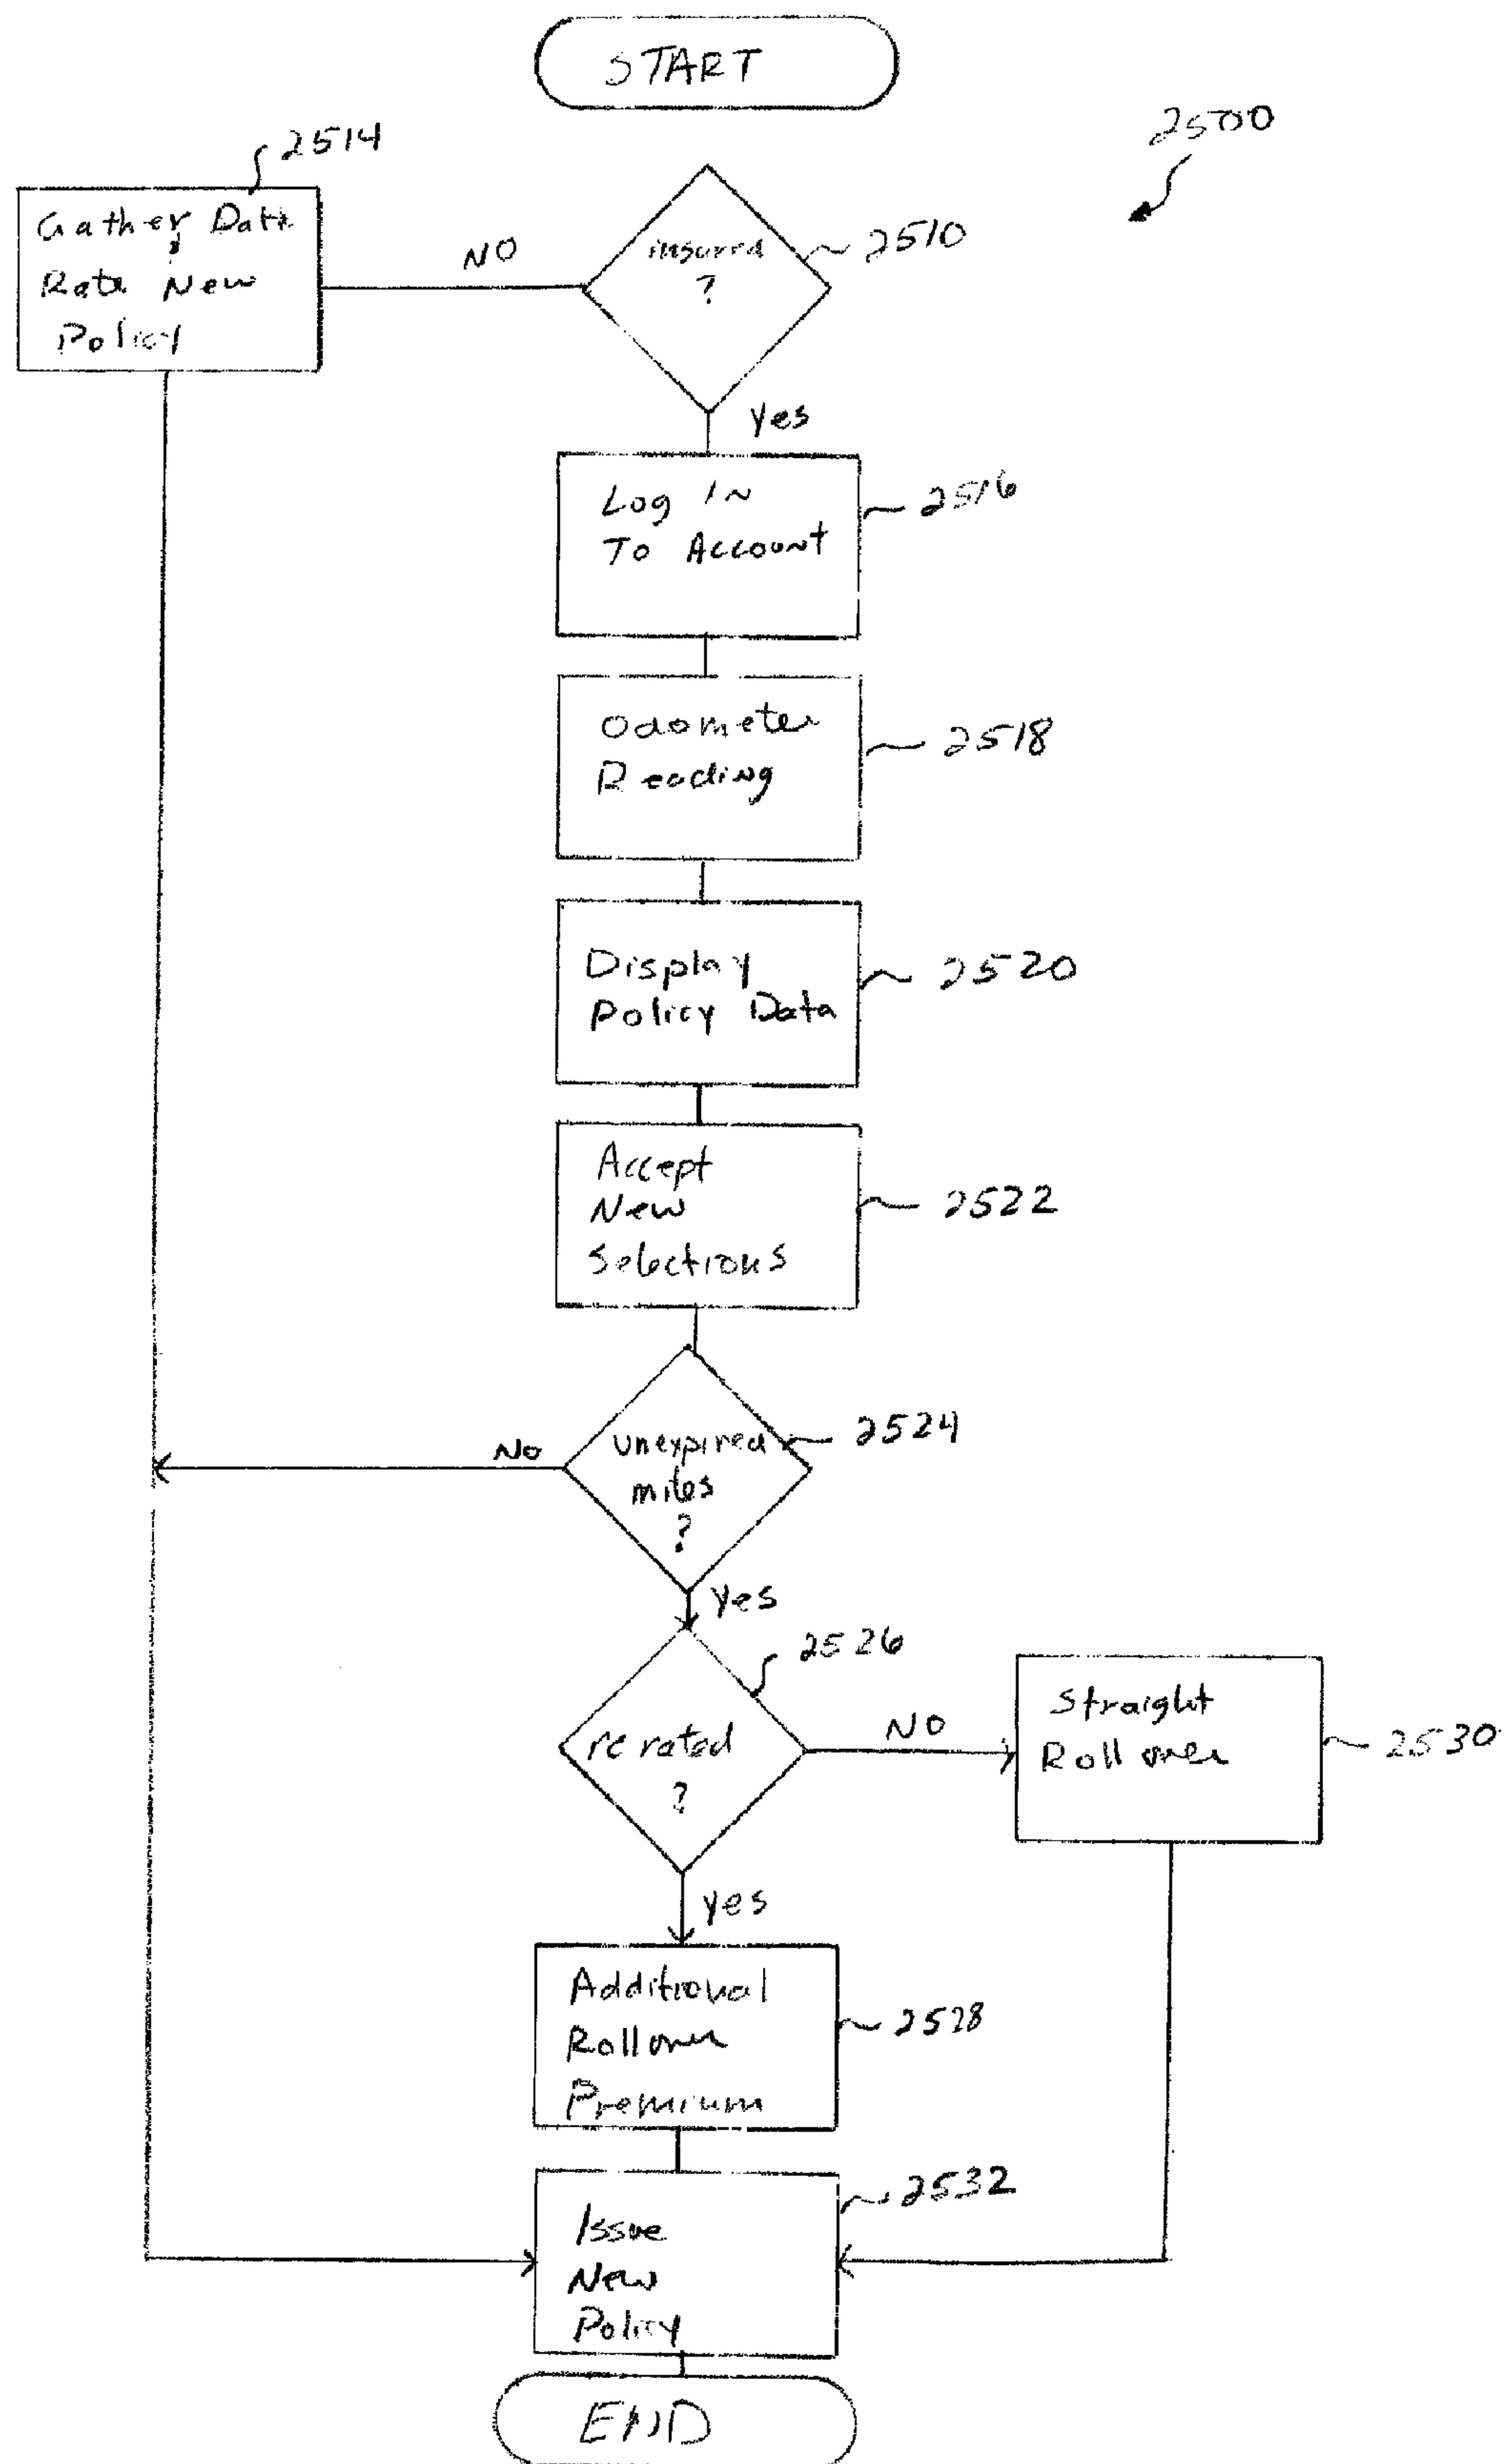 START
2500
2514
Gather Data &
Rate New
Policy
NO
insured
?
2510
yes
Log IN
To Account
2516
Odometer
Reading
2518
Display
Policy Data
2520
Accept
New
Selections
2522
No
unexpired
miles
?
2524
yes
2526
re rated
?
NO
Straight
Rollover
2530
yes
Additional
Rollover
Premium
2528
Issue
New
Policy
2532
END